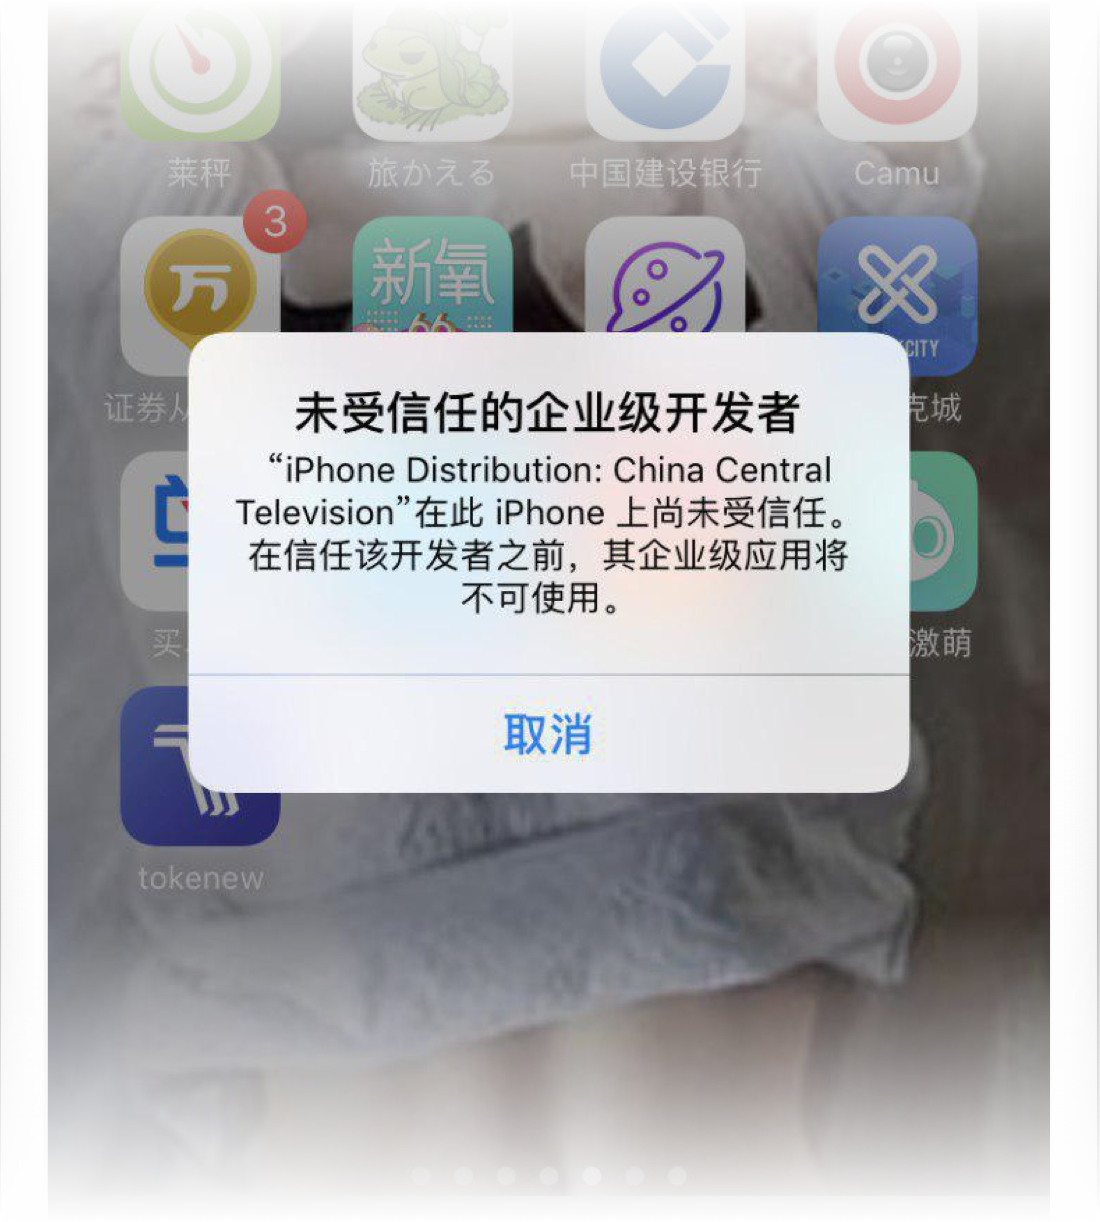 莱秤
旅かえる
中国建设银行
Camu
3
万
新氧
66
CITY
证券从
克城
未受信任的企业级开发者
“iPhone Distribution: China Central
Television”在此 iPhone 上尚未受信任。
在信任该开发者之前，其企业级应用将
不可使用。
买
激萌
取消
tokenew